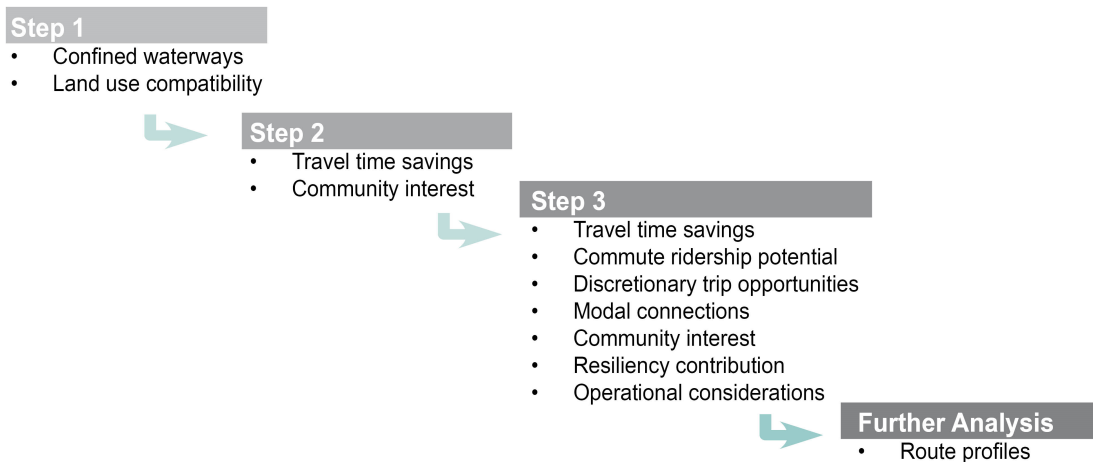 Step 1
• Confined waterways
• Land use compatibility
Step 2
• Travel time savings
• Community interest
Step 3
• Travel time savings
• Commute ridership potential
• Discretionary trip opportunities
• Modal connections
• Community interest
• Resiliency contribution
• Operational considerations
Further Analysis
• Route profiles